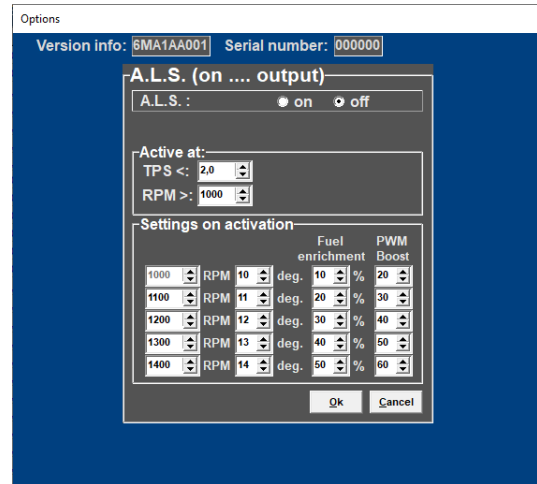 Options
Version info: 6MA1AA001 Serial number: 000000
A.L.S. (on .... output)
A.L.S. : on off
Active at:
TPS <: 2,0
RPM >: 1000
Settings on activation
Fuel PWM
enrichment Boost
1000 RPM 10 deg. 10 % 20
1100 RPM 11 deg. 20 % 30
1200 RPM 12 deg. 30 % 40
1300 RPM 13 deg. 40 % 50
1400 RPM 14 deg. 50 % 60
Ok Cancel